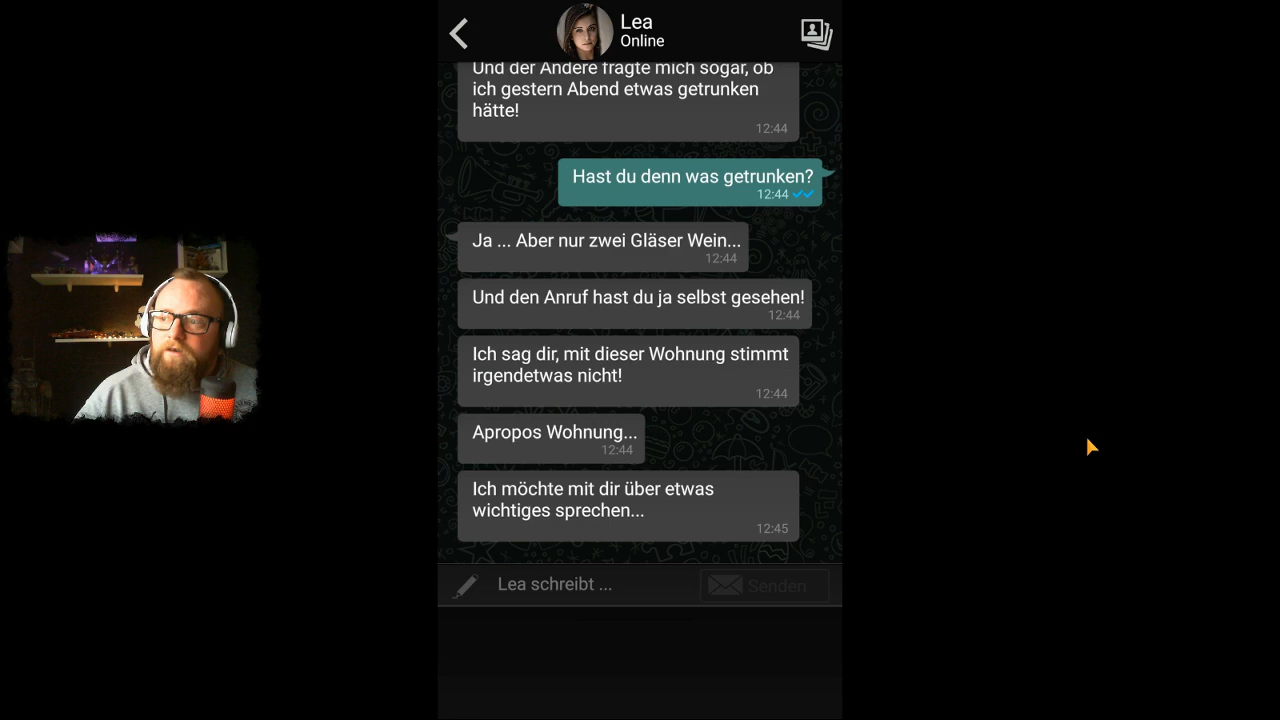 Lea
Online
Und der Andere fragte mich sogar, ob
ich gestern Abend etwas getrunken
hätte!
12:44
Hast du denn was getrunken?
12:44
Ja ... Aber nur zwei Gläser Wein...
12:44
Und den Anruf hast du ja selbst gesehen!
12:44
Ich sag dir, mit dieser Wohnung stimmt
irgendetwas nicht!
12:44
Apropos Wohnung...
12:44
Ich möchte mit dir über etwas
wichtiges sprechen...
12:45
Lea schreibt ...
Senden